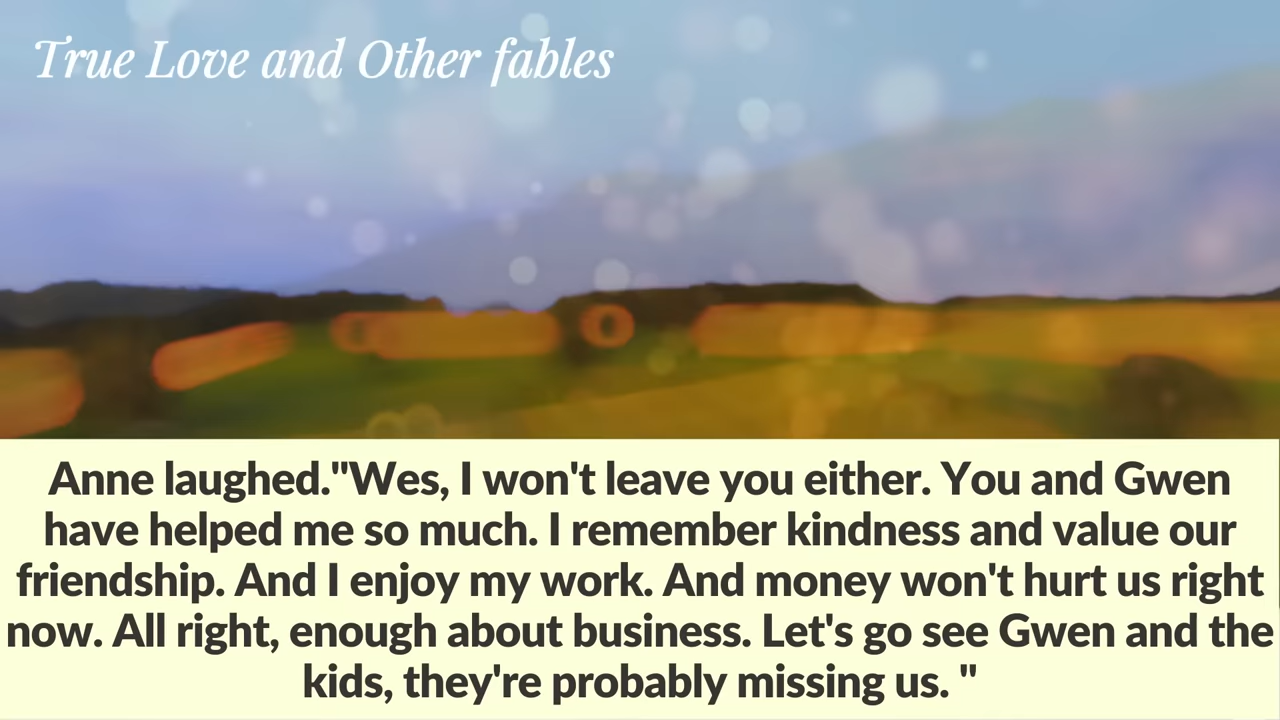 True Love and Other fables
Anne laughed."Wes, I won't leave you either. You and Gwen
have helped me so much. I remember kindness and value our
friendship. And I enjoy my work. And money won't hurt us right
now. All right, enough about business. Let's go see Gwen and the
kids, they're probably missing us. "